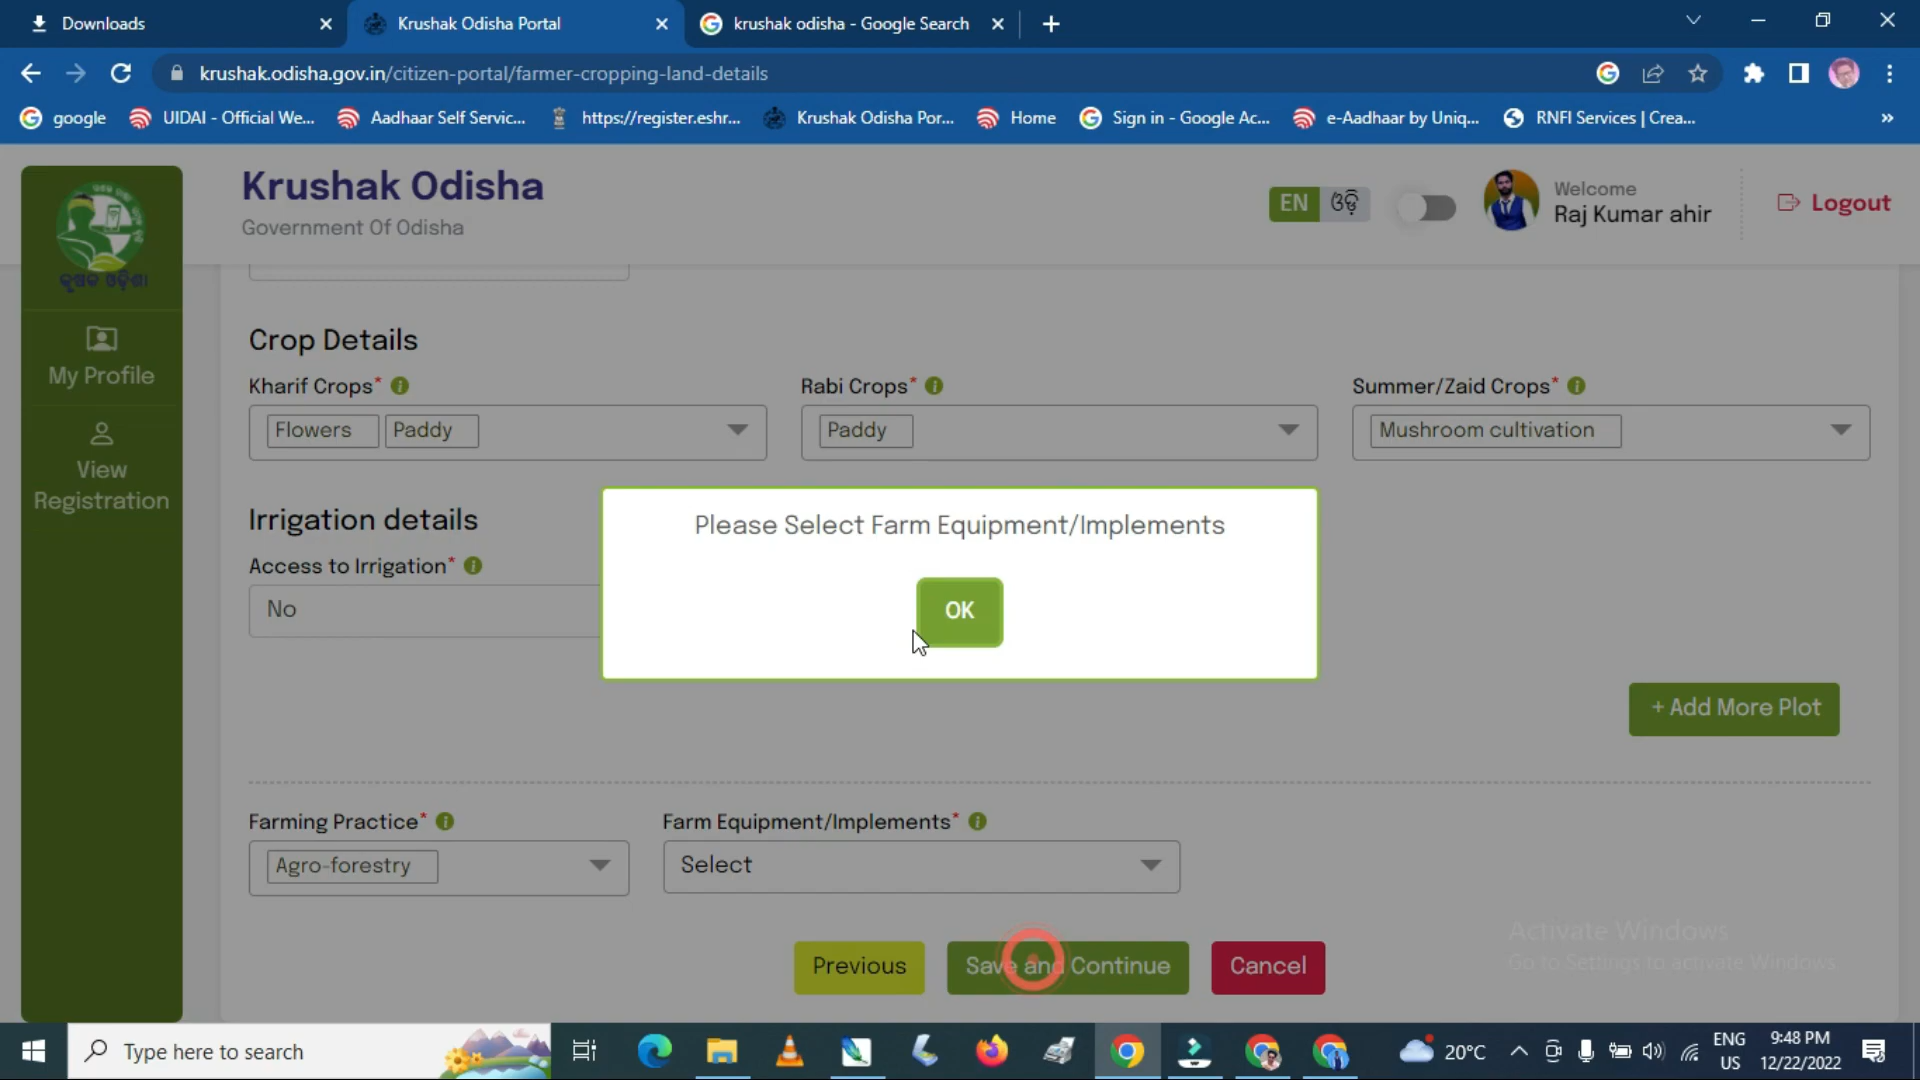 Downloads
Krushak Odisha Portal
krushak odisha - Google Search
krushak.odisha.gov.in/citizen-portal/farmer-cropping-land-details
google
UIDAI - Official We...
Aadhaar Self Servic...
https://register.eshr...
Krushak Odisha Por...
Home
Sign in - Google Ac...
e-Aadhaar by Uniq...
RNFI Services | Crea...
»
Krushak Odisha
Government Of Odisha
EN ଓଡ଼ି
Welcome
Raj Kumar ahir
Logout
କୃଷକ ଓଡ଼ିଶା
My Profile
View
Registration
Crop Details
Kharif Crops*
Rabi Crops*
Summer/Zaid Crops*
Flowers Paddy
Paddy
Mushroom cultivation
Irrigation details
Access to Irrigation*
No
Please Select Farm Equipment/Implements
OK
+ Add More Plot
Farming Practice*
Farm Equipment/Implements*
Agro-forestry
Select
Previous
Save and Continue
Cancel
Activate Windows
Go to Settings to activate Windows.
Type here to search
20°C
ENG
US
9:48 PM
12/22/2022